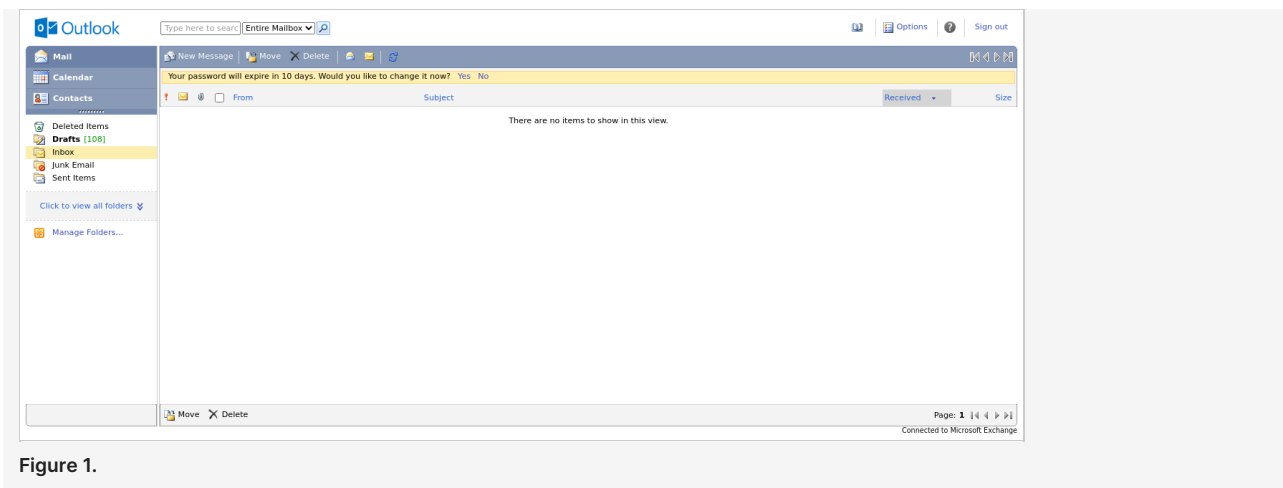 Outlook
Type here to searc Entire Mailbox
Options Sign out
Mail
New Message Move Delete
Calendar
Your password will expire in 10 days. Would you like to change it now? Yes No
Contacts
From Subject Received Size
There are no items to show in this view.
Deleted Items
Drafts [108]
Inbox
Junk Email
Sent Items
Click to view all folders
Manage Folders...
Move Delete
Page: 1
Connected to Microsoft Exchange
Figure 1.